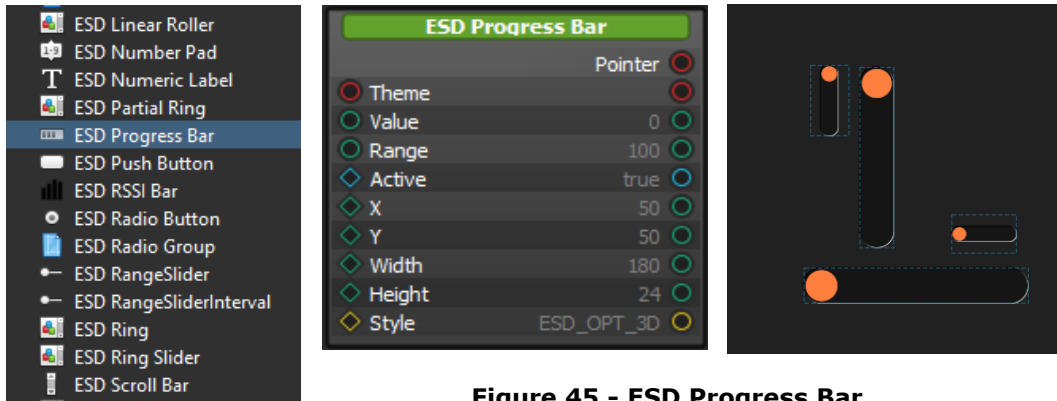 ESD Linear Roller
1-9 ESD Number Pad
T ESD Numeric Label
ESD Partial Ring
ESD Progress Bar
ESD Push Button
ESD RSSI Bar
ESD Radio Button
ESD Radio Group
ESD RangeSlider
ESD RangeSliderInterval
ESD Ring
ESD Ring Slider
ESD Scroll Bar
ESD Progress Bar
Pointer
Theme
Value 0
Range 100
Active true
X 50
Y 50
Width 180
Height 24
Style ESD_OPT_3D
Figure 45 - ESD Progress Bar